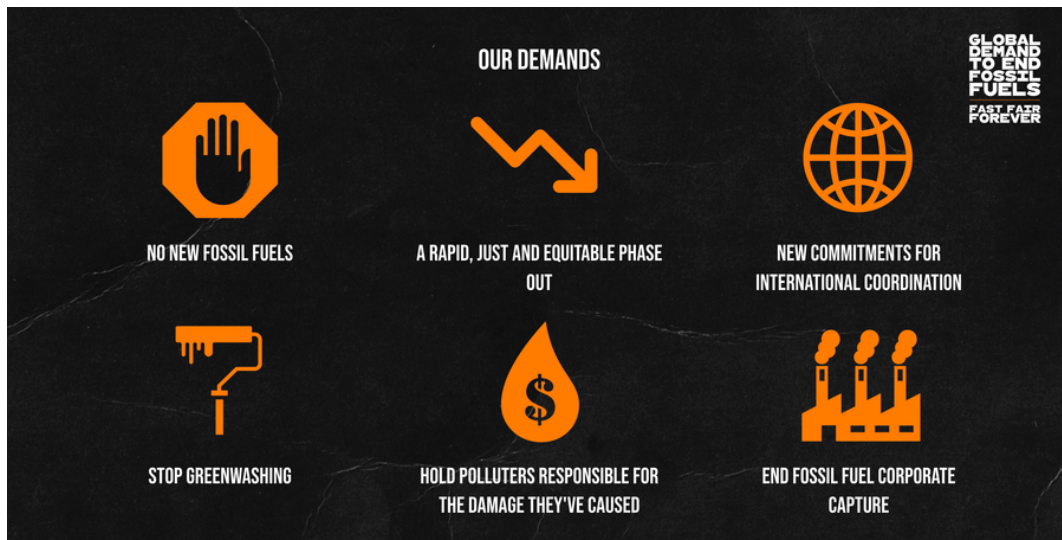 OUR DEMANDS
GLOBAL
DEMAND
TO END
FOSSIL
FUELS
FAST FAIR
FOREVER
NO NEW FOSSIL FUELS
A RAPID, JUST AND EQUITABLE PHASE
OUT
NEW COMMITMENTS FOR
INTERNATIONAL COORDINATION
STOP GREENWASHING
$
HOLD POLLUTERS RESPONSIBLE FOR
THE DAMAGE THEY'VE CAUSED
END FOSSIL FUEL CORPORATE
CAPTURE